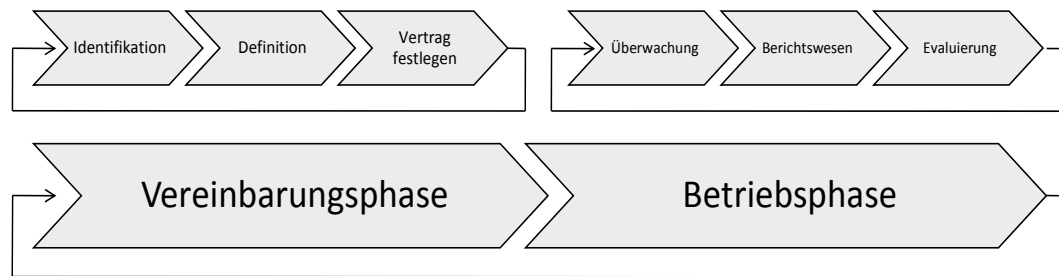 Identifikation
Definition
Vertrag
festlegen
Überwachung
Berichtswesen
Evaluierung
Vereinbarungsphase
Betriebsphase